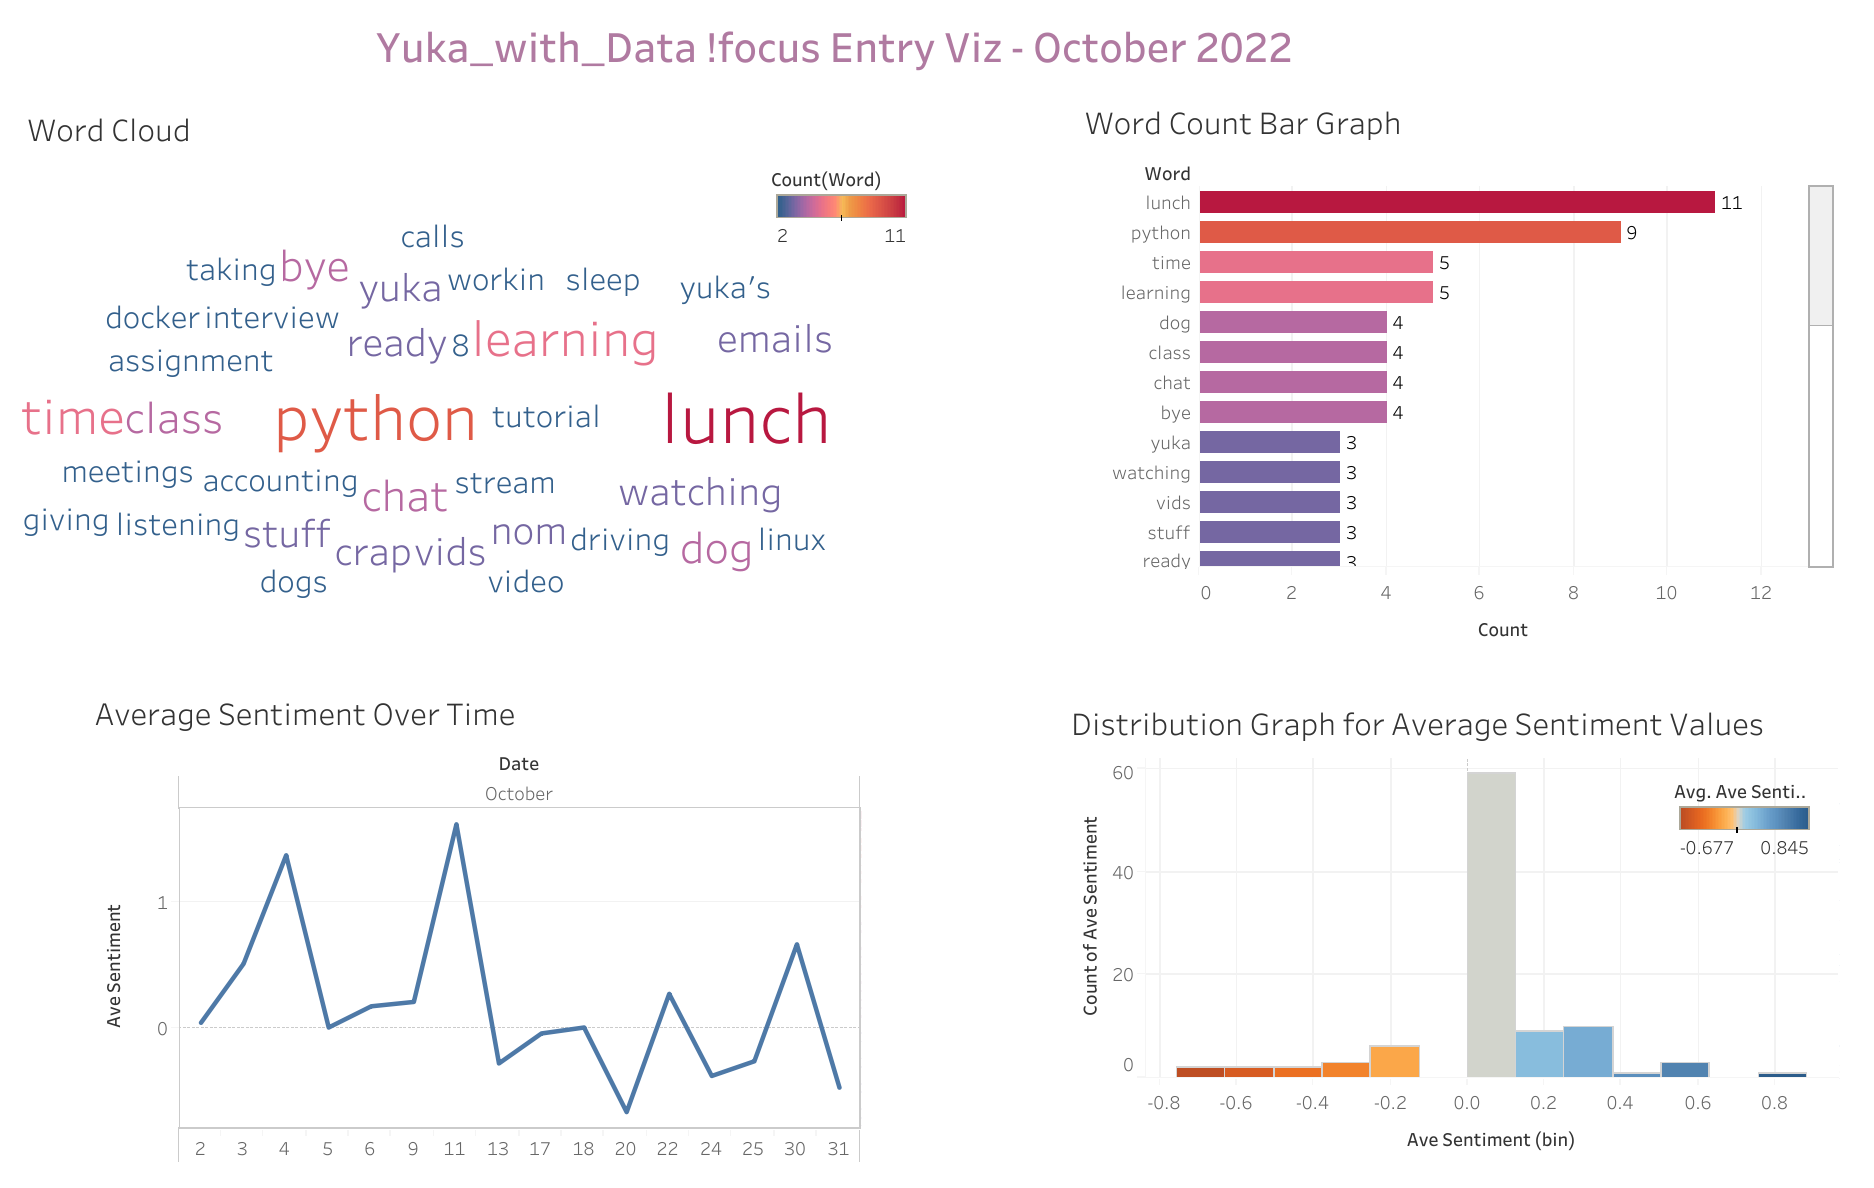 Yuka_with_Data !focus Entry Viz - October 2022
Word Cloud
Count(Word)
2 11
calls
taking bye
yuka workin sleep yuka's
docker interview
ready 8 learning emails
assignment
time class python tutorial lunch
meetings accounting chat stream watching
giving listening stuff nom driving dog linux
crap vids
dogs video
Word Count Bar Graph
Word
lunch 11
python 9
time 5
learning 5
dog 4
class 4
chat 4
bye 4
yuka 3
watching 3
vids 3
stuff 3
ready 3
0 2 4 6 8 10 12
Count
Average Sentiment Over Time
Date
October
Ave Sentiment
1
0
2 3 4 5 6 9 11 13 17 18 20 22 24 25 30 31
Distribution Graph for Average Sentiment Values
Count of Ave Sentiment
60
40
20
0
Avg. Ave Senti..
-0.677 0.845
-0.8 -0.6 -0.4 -0.2 0.0 0.2 0.4 0.6 0.8
Ave Sentiment (bin)